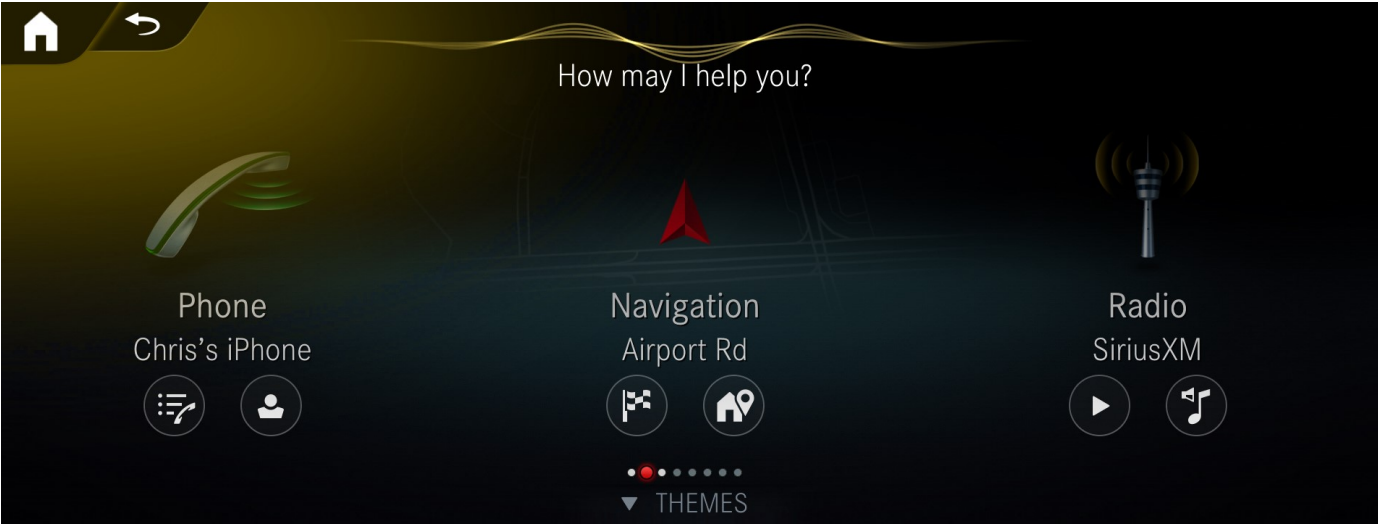 How may I help you?
Phone
Chris's iPhone
Navigation
Airport Rd
Radio
SiriusXM
THEMES